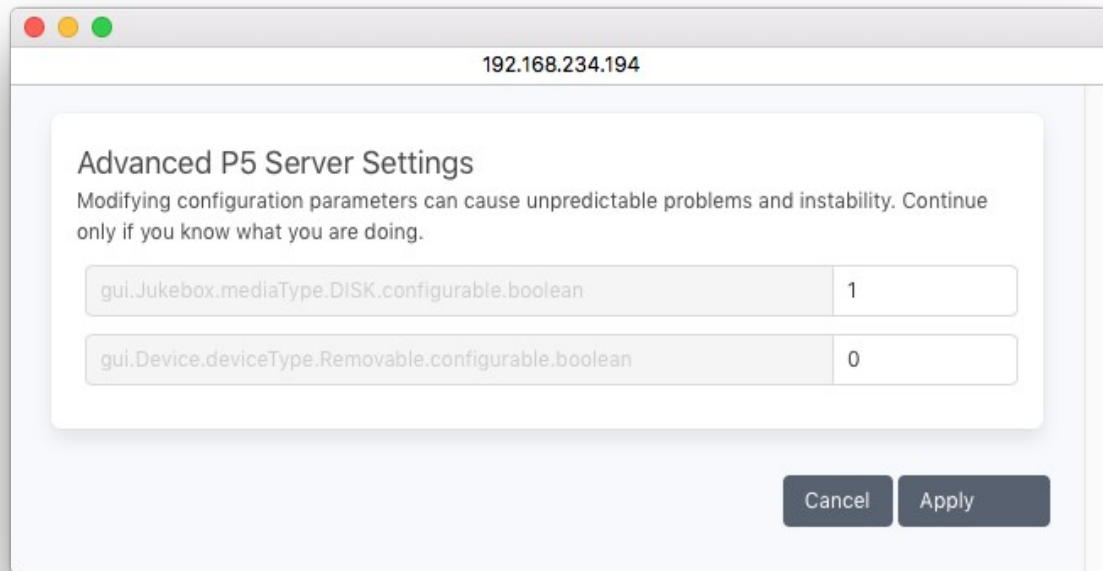 192.168.234.194
Advanced P5 Server Settings
Modifying configuration parameters can cause unpredictable problems and instability. Continue
only if you know what you are doing.
gui.Jukebox.mediaType.DISK.configurable.boolean 1
gui.Device.deviceType.Removable.configurable.boolean 0
Cancel Apply